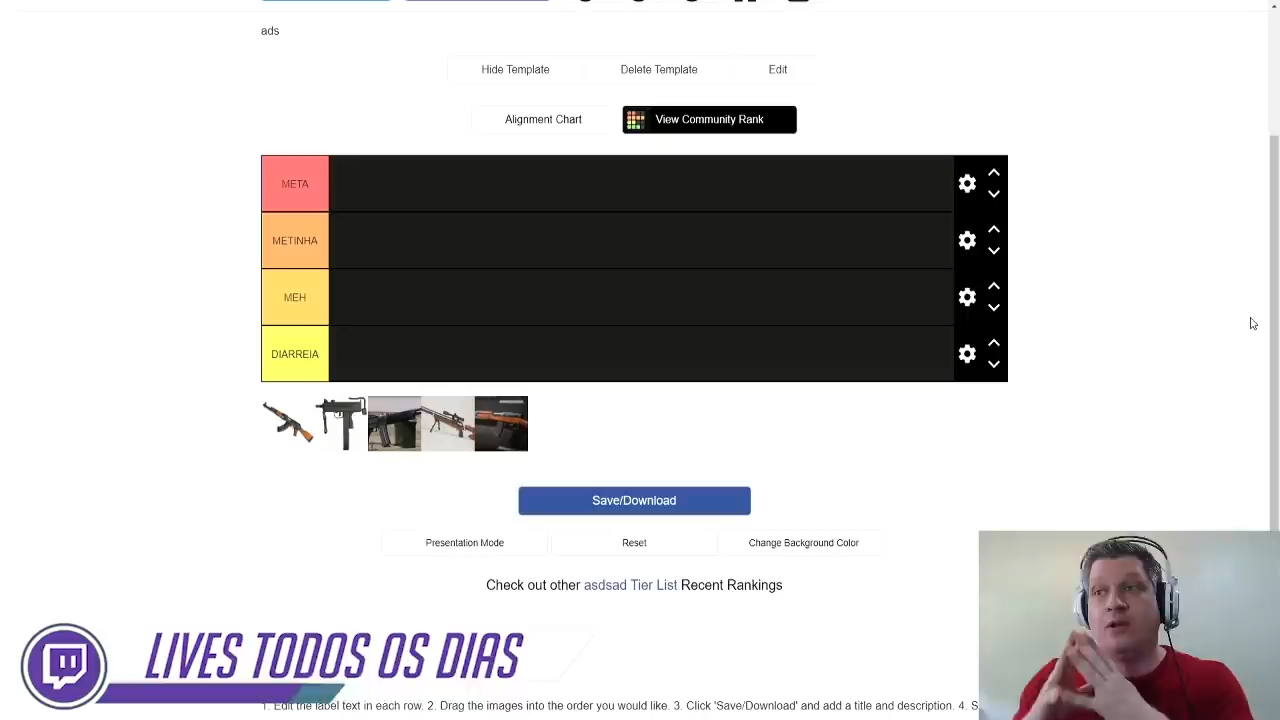 ads
Hide Template
Delete Template
Edit
Alignment Chart
View Community Rank
META
METINHA
MEH
DIARREIA
Save/Download
Presentation Mode
Reset
Change Background Color
Check out other asdsad Tier List Recent Rankings
LIVES TODOS OS DIAS
1. Edit the label text in each row. 2. Drag the images into the order you would like. 3. Click 'Save/Download' and add a title and description. 4. S